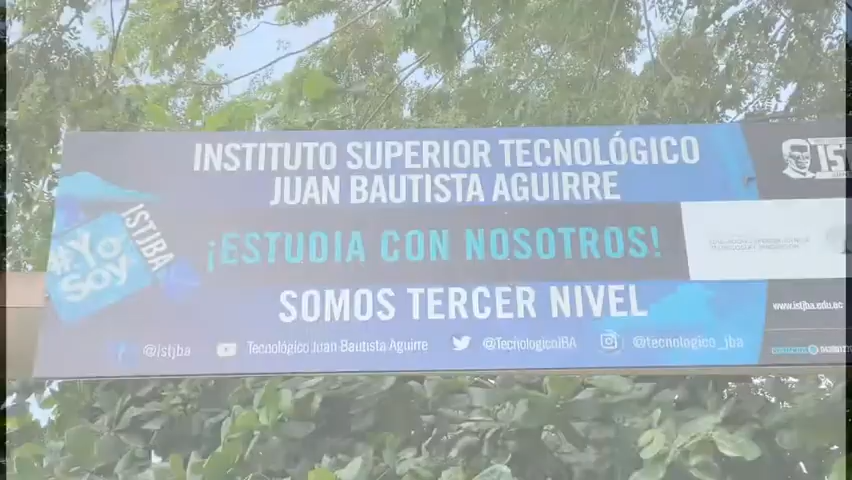 INSTITUTO SUPERIOR TECNOLÓGICO
JUAN BAUTISTA AGUIRRE
#Yo
Soy
ISTJBA
¡ESTUDIA CON NOSOTROS!
SOMOS TERCER NIVEL
www.istjba.edu.ec
@istjba
Tecnológico Juan Bautista Aguirre
@TecnologicoJBA
@tecnologico_jba